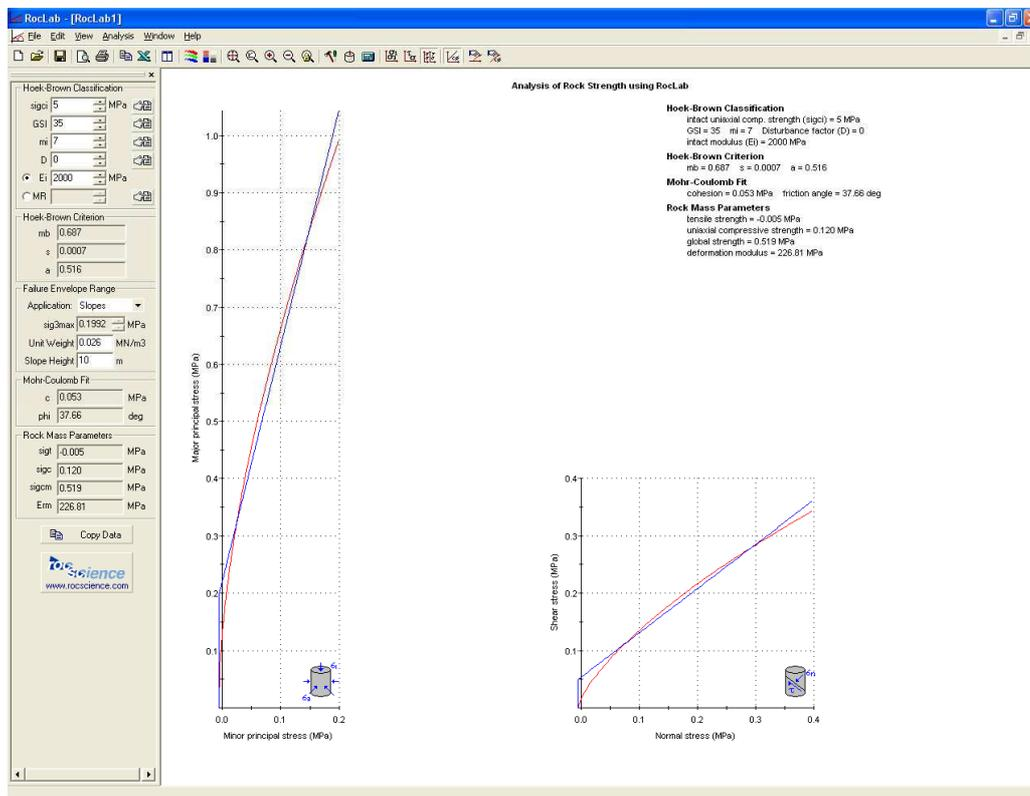 RocLab - [RocLab1]
File Edit View Analysis Window Help
Hoek-Brown Classification
sigci 5 MPa
GSI 35
mi 7
D 0
Ei 2000 MPa
MR
Hoek-Brown Criterion
mb 0.687
s 0.0007
a 0.516
Failure Envelope Range
Application: Slopes
sig3max 0.1992 MPa
Unit Weight 0.026 MN/m3
Slope Height 10 m
Mohr-Coulomb Fit
c 0.053 MPa
phi 37.66 deg
Rock Mass Parameters
sigt -0.005 MPa
sigc 0.120 MPa
sigcm 0.519 MPa
Erm 226.81 MPa
Copy Data
rocscience
www.rocscience.com
Analysis of Rock Strength using RocLab
Hoek-Brown Classification
intact uniaxial comp. strength (sigci) = 5 MPa
GSI = 35 mi = 7 Disturbance factor (D) = 0
intact modulus (Ei) = 2000 MPa
Hoek-Brown Criterion
mb = 0.687 s = 0.0007 a = 0.516
Mohr-Coulomb Fit
cohesion = 0.053 MPa friction angle = 37.66 deg
Rock Mass Parameters
tensile strength = -0.005 MPa
uniaxial compressive strength = 0.120 MPa
global strength = 0.519 MPa
deformation modulus = 226.81 MPa
Major principal stress (MPa)
1.0
0.9
0.8
0.7
0.6
0.5
0.4
0.3
0.2
0.1
0.0 0.1 0.2
Minor principal stress (MPa)
σ1
σ3
Shear stress (MPa)
0.4
0.3
0.2
0.1
0.0 0.1 0.2 0.3 0.4
Normal stress (MPa)
σn
τ